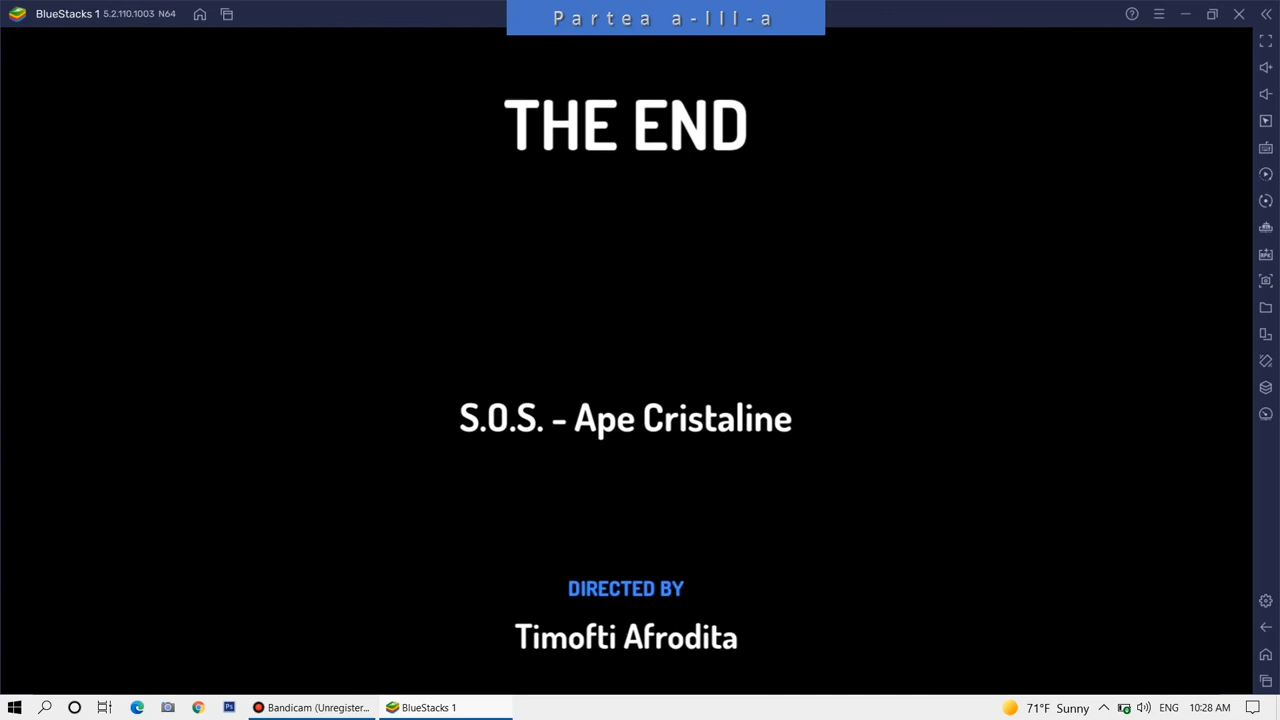 BlueStacks 1 5.2.110.1003 N64
Partea a-III-a
THE END
S.O.S. - Ape Cristaline
DIRECTED BY
Timofti Afrodita
Bandicam (Unregister...
BlueStacks 1
71°F Sunny
ENG
10:28 AM